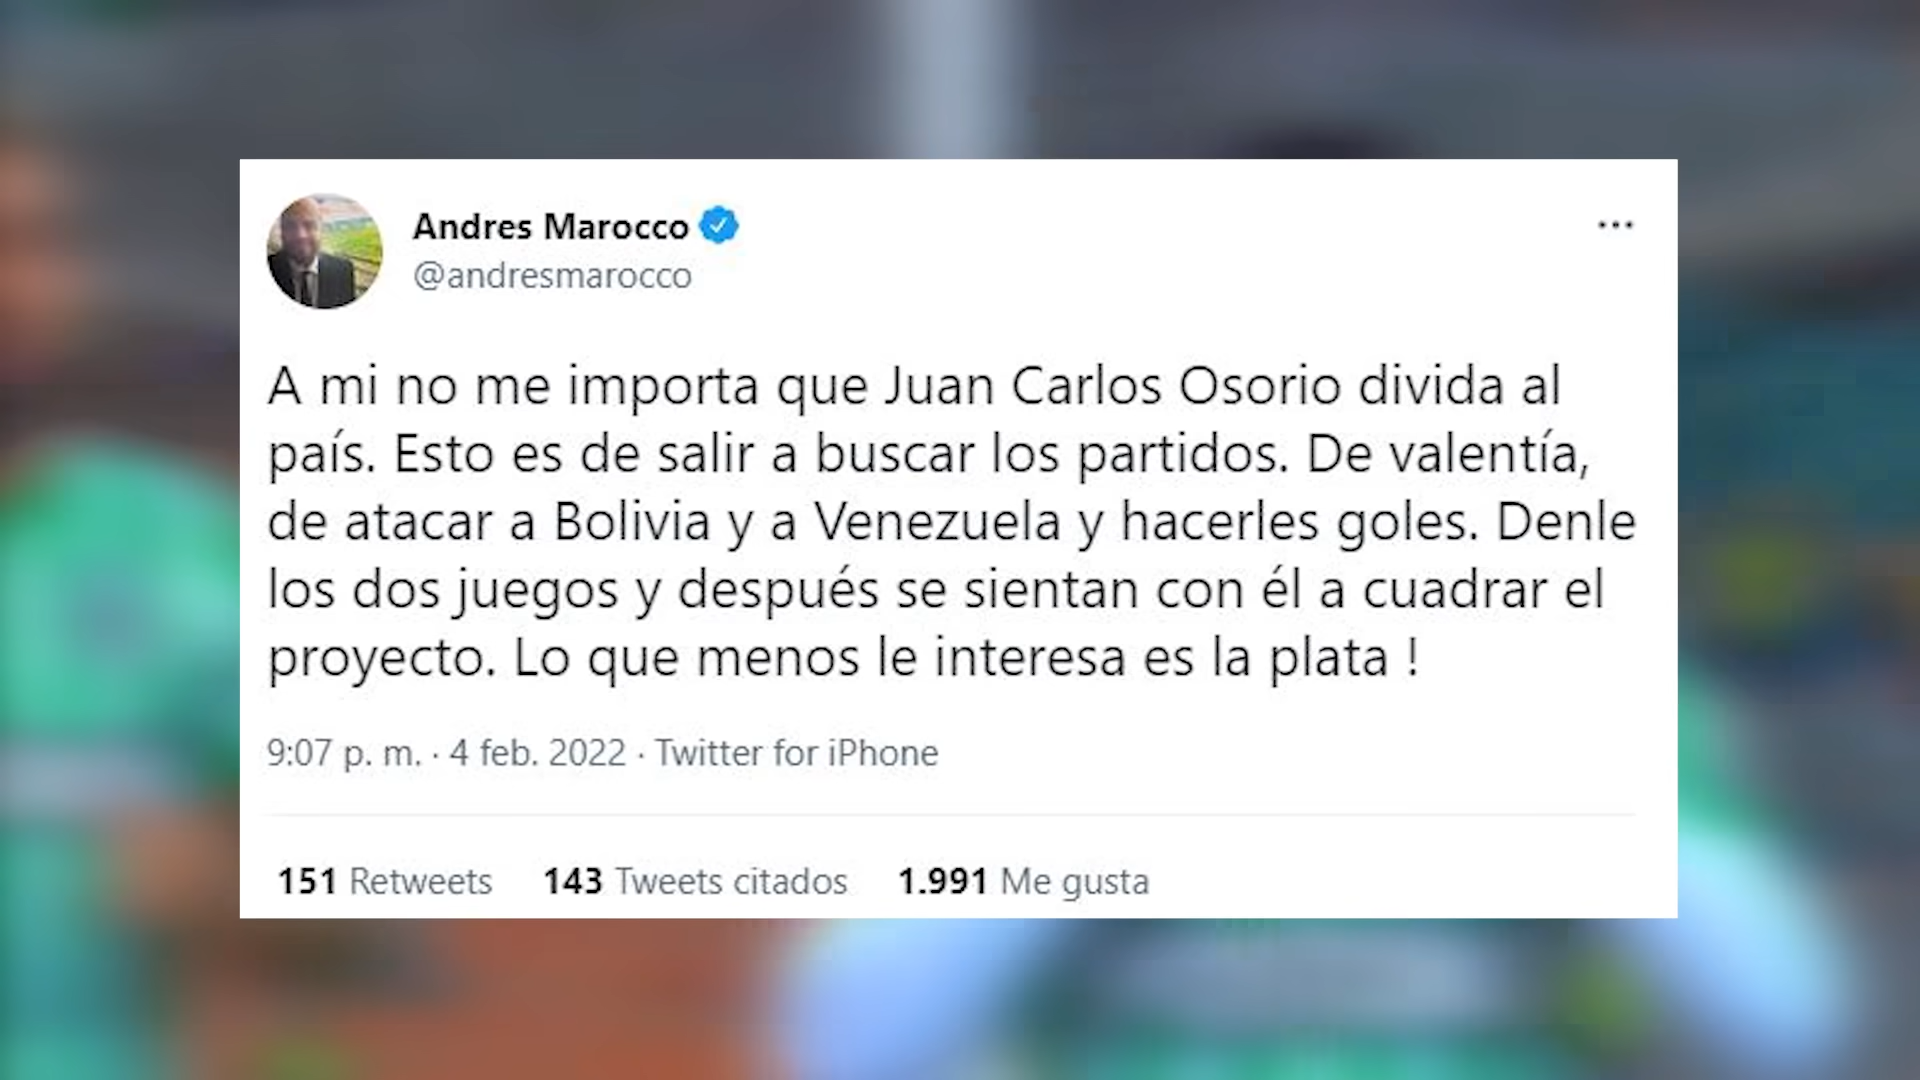 Andres Marocco
@andresmarocco
A mi no me importa que Juan Carlos Osorio divida al
país. Esto es de salir a buscar los partidos. De valentía,
de atacar a Bolivia y a Venezuela y hacerles goles. Denle
los dos juegos y después se sientan con él a cuadrar el
proyecto. Lo que menos le interesa es la plata !
9:07 p. m. · 4 feb. 2022 · Twitter for iPhone
151 Retweets 143 Tweets citados 1.991 Me gusta